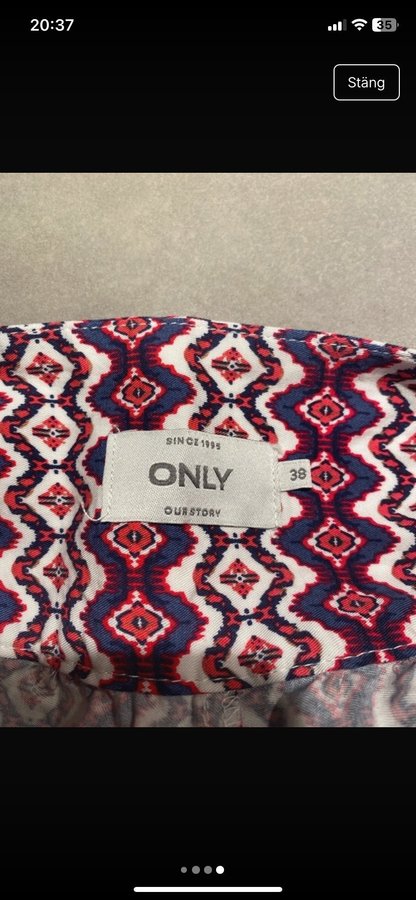 20:37
35
Stäng
SINCE 1995
ONLY
38
OUR STORY